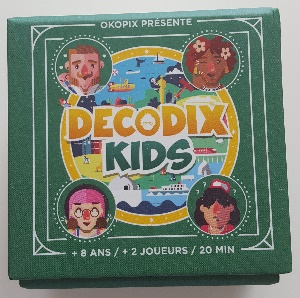 OKOPIX PRÉSENTE
DECODIX
KIDS
+ 8 ANS / + 2 JOUEURS / 20 MIN